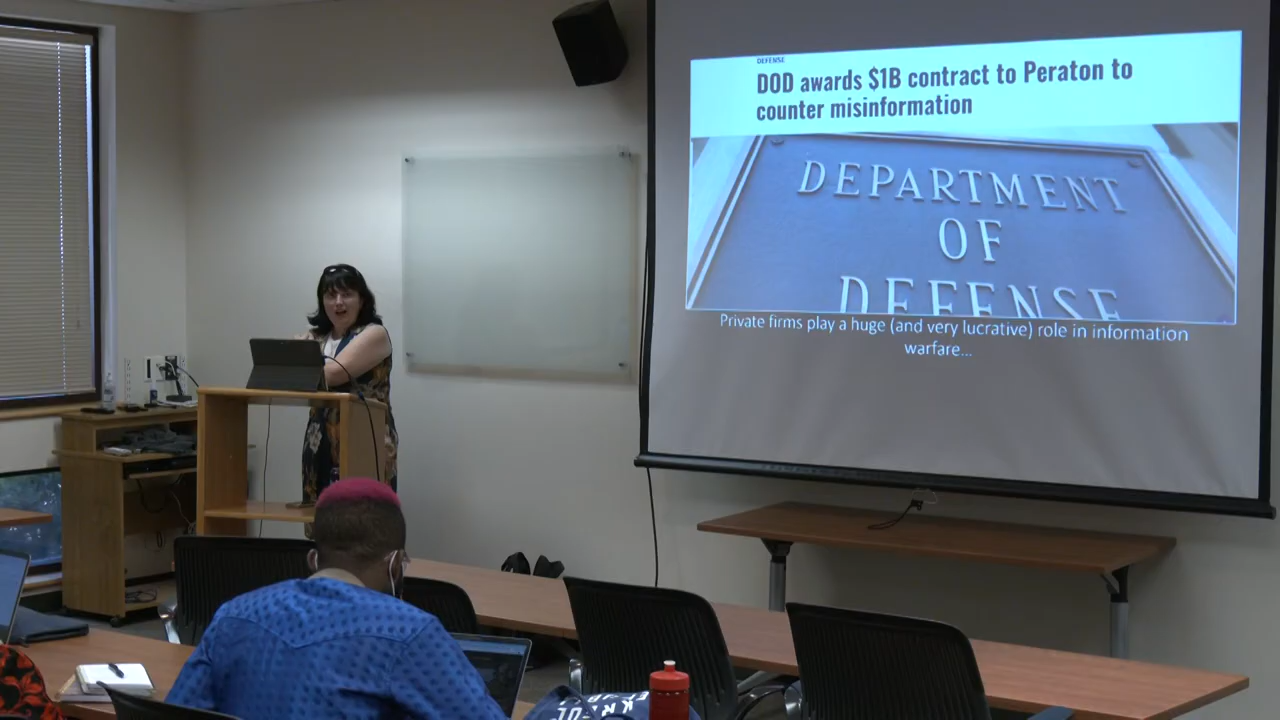 DEFENSE
DOD awards $1B contract to Peraton to
counter misinformation
DEPARTMENT
OF
DEFENSE
Private firms play a huge (and very lucrative) role in information
warfare...